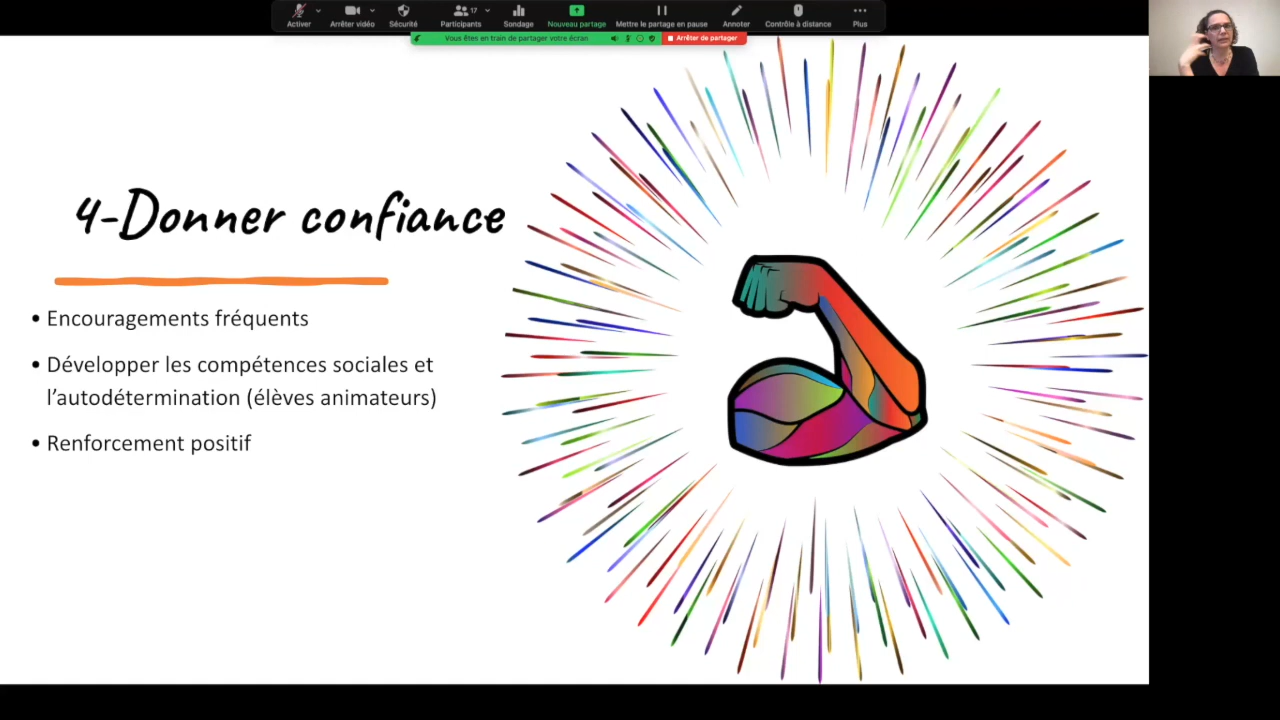 Activer
Arrêter vidéo
Sécurité
Participants
17
Sondage
Nouveau partage
Mettre le partage en pause
Annoter
Contrôle à distance
Plus
Vous êtes en train de partager votre écran
Arrêter de partager
4-Donner confiance
• Encouragements fréquents
• Développer les compétences sociales et
l’autodétermination (élèves animateurs)
• Renforcement positif